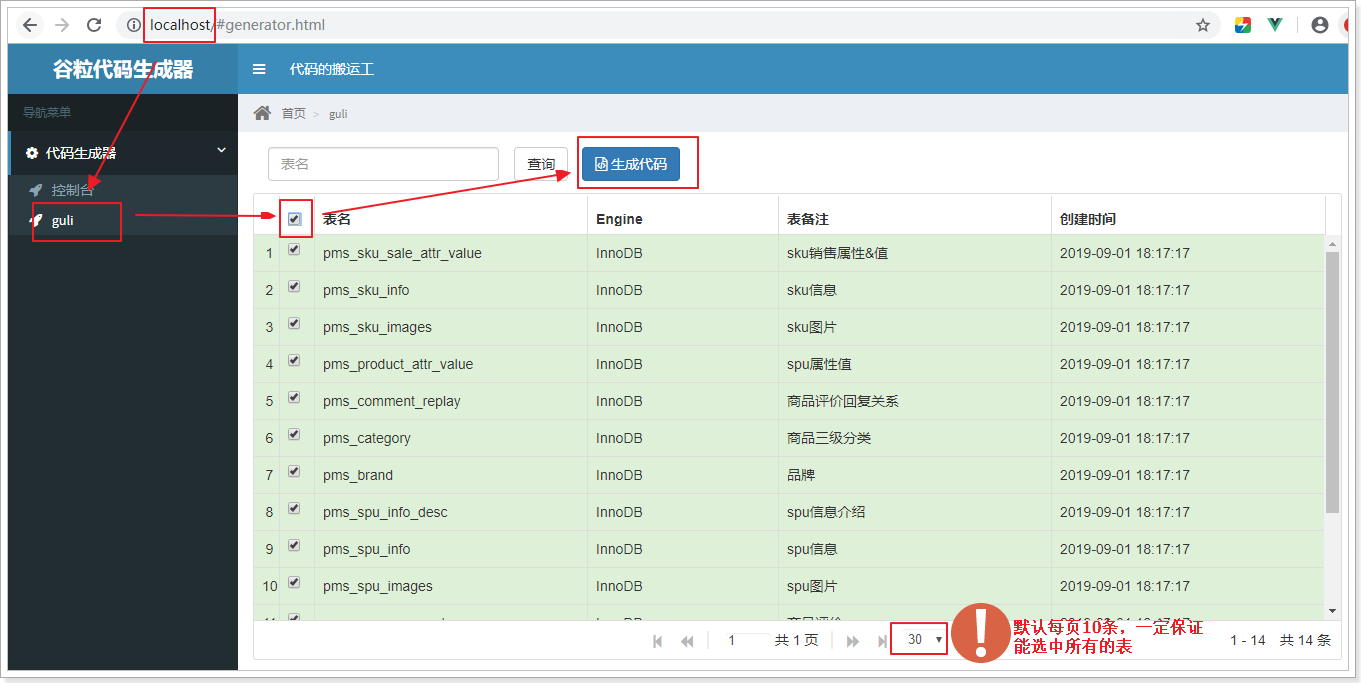 localhost/#generator.html
谷粒代码生成器
代码的搬运工
导航菜单
首页 > guli
代码生成器
控制台
guli
表名 查询 生成代码
表名 Engine 表备注 创建时间
1 pms_sku_sale_attr_value InnoDB sku销售属性&值 2019-09-01 18:17:17
2 pms_sku_info InnoDB sku信息 2019-09-01 18:17:17
3 pms_sku_images InnoDB sku图片 2019-09-01 18:17:17
4 pms_product_attr_value InnoDB spu属性值 2019-09-01 18:17:17
5 pms_comment_replay InnoDB 商品评价回复关系 2019-09-01 18:17:17
6 pms_category InnoDB 商品三级分类 2019-09-01 18:17:17
7 pms_brand InnoDB 品牌 2019-09-01 18:17:17
8 pms_spu_info_desc InnoDB spu信息介绍 2019-09-01 18:17:17
9 pms_spu_info InnoDB spu信息 2019-09-01 18:17:17
10 pms_spu_images InnoDB spu图片 2019-09-01 18:17:17
1 共 1 页 30 1 - 14 共 14 条
默认每页10条，一定保证
能选中所有的表